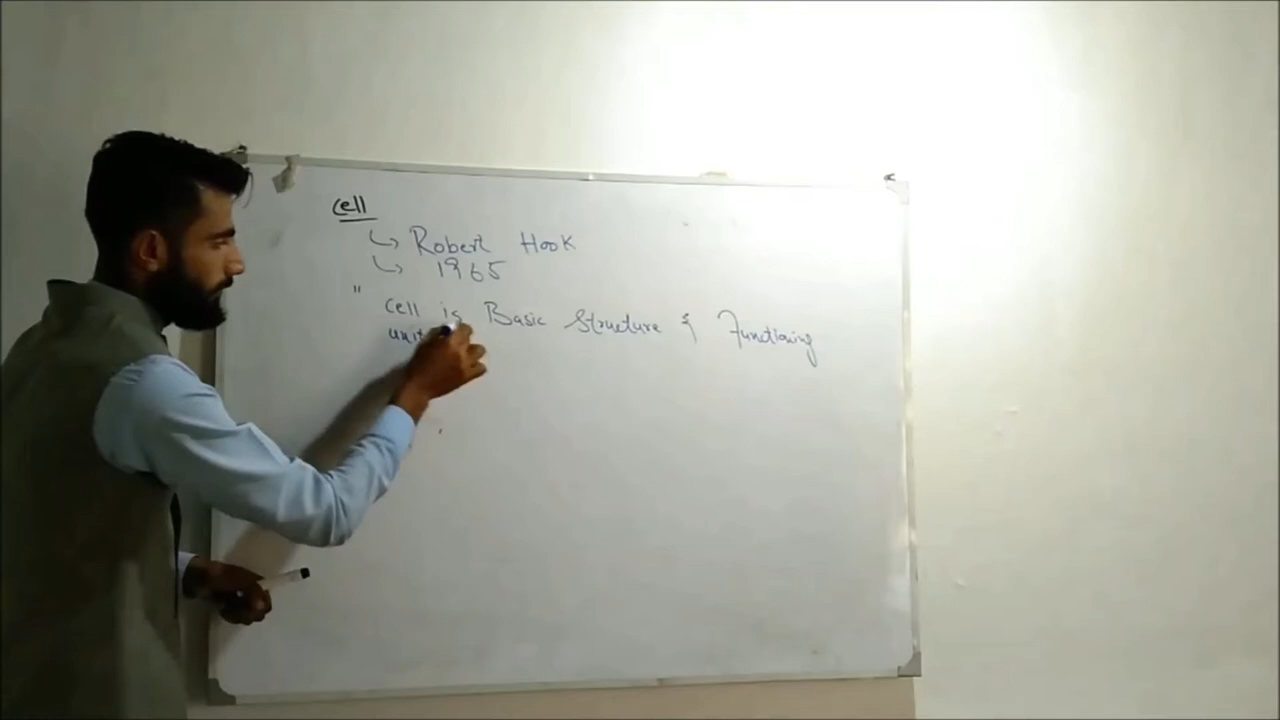 Cell
↳ Robert Hook
↳ 1965
" Cell is Basic Structure & Functioning
unit